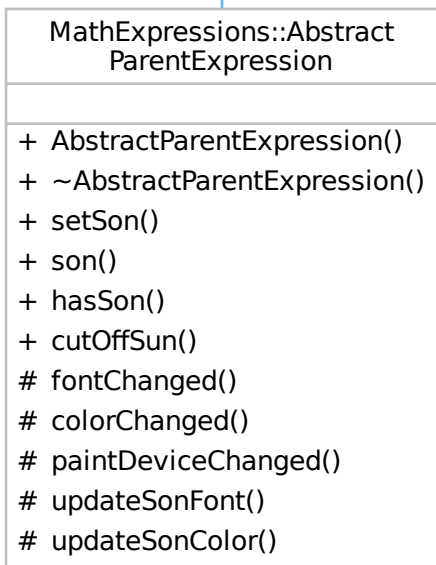 MathExpressions::Abstract
ParentExpression
+ AbstractParentExpression()
+ ~AbstractParentExpression()
+ setSon()
+ son()
+ hasSon()
+ cutOffSun()
# fontChanged()
# colorChanged()
# paintDeviceChanged()
# updateSonFont()
# updateSonColor()